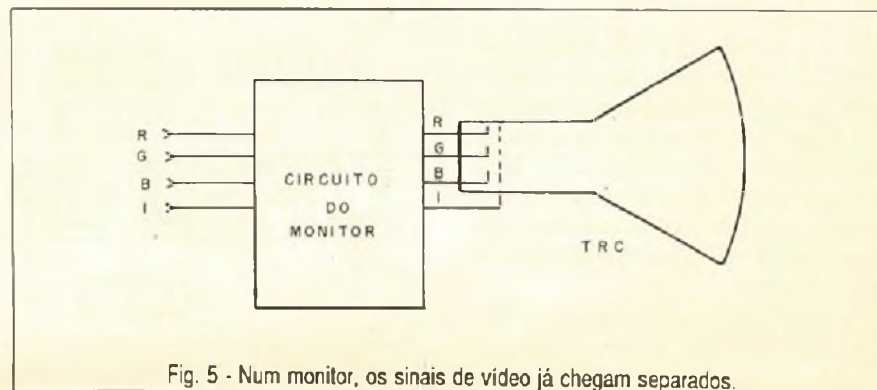 R
G
B
I
CIRCUITO
DO
MONITOR
R
G
B
I
TRC
Fig. 5 - Num monitor, os sinais de vídeo já chegam separados.